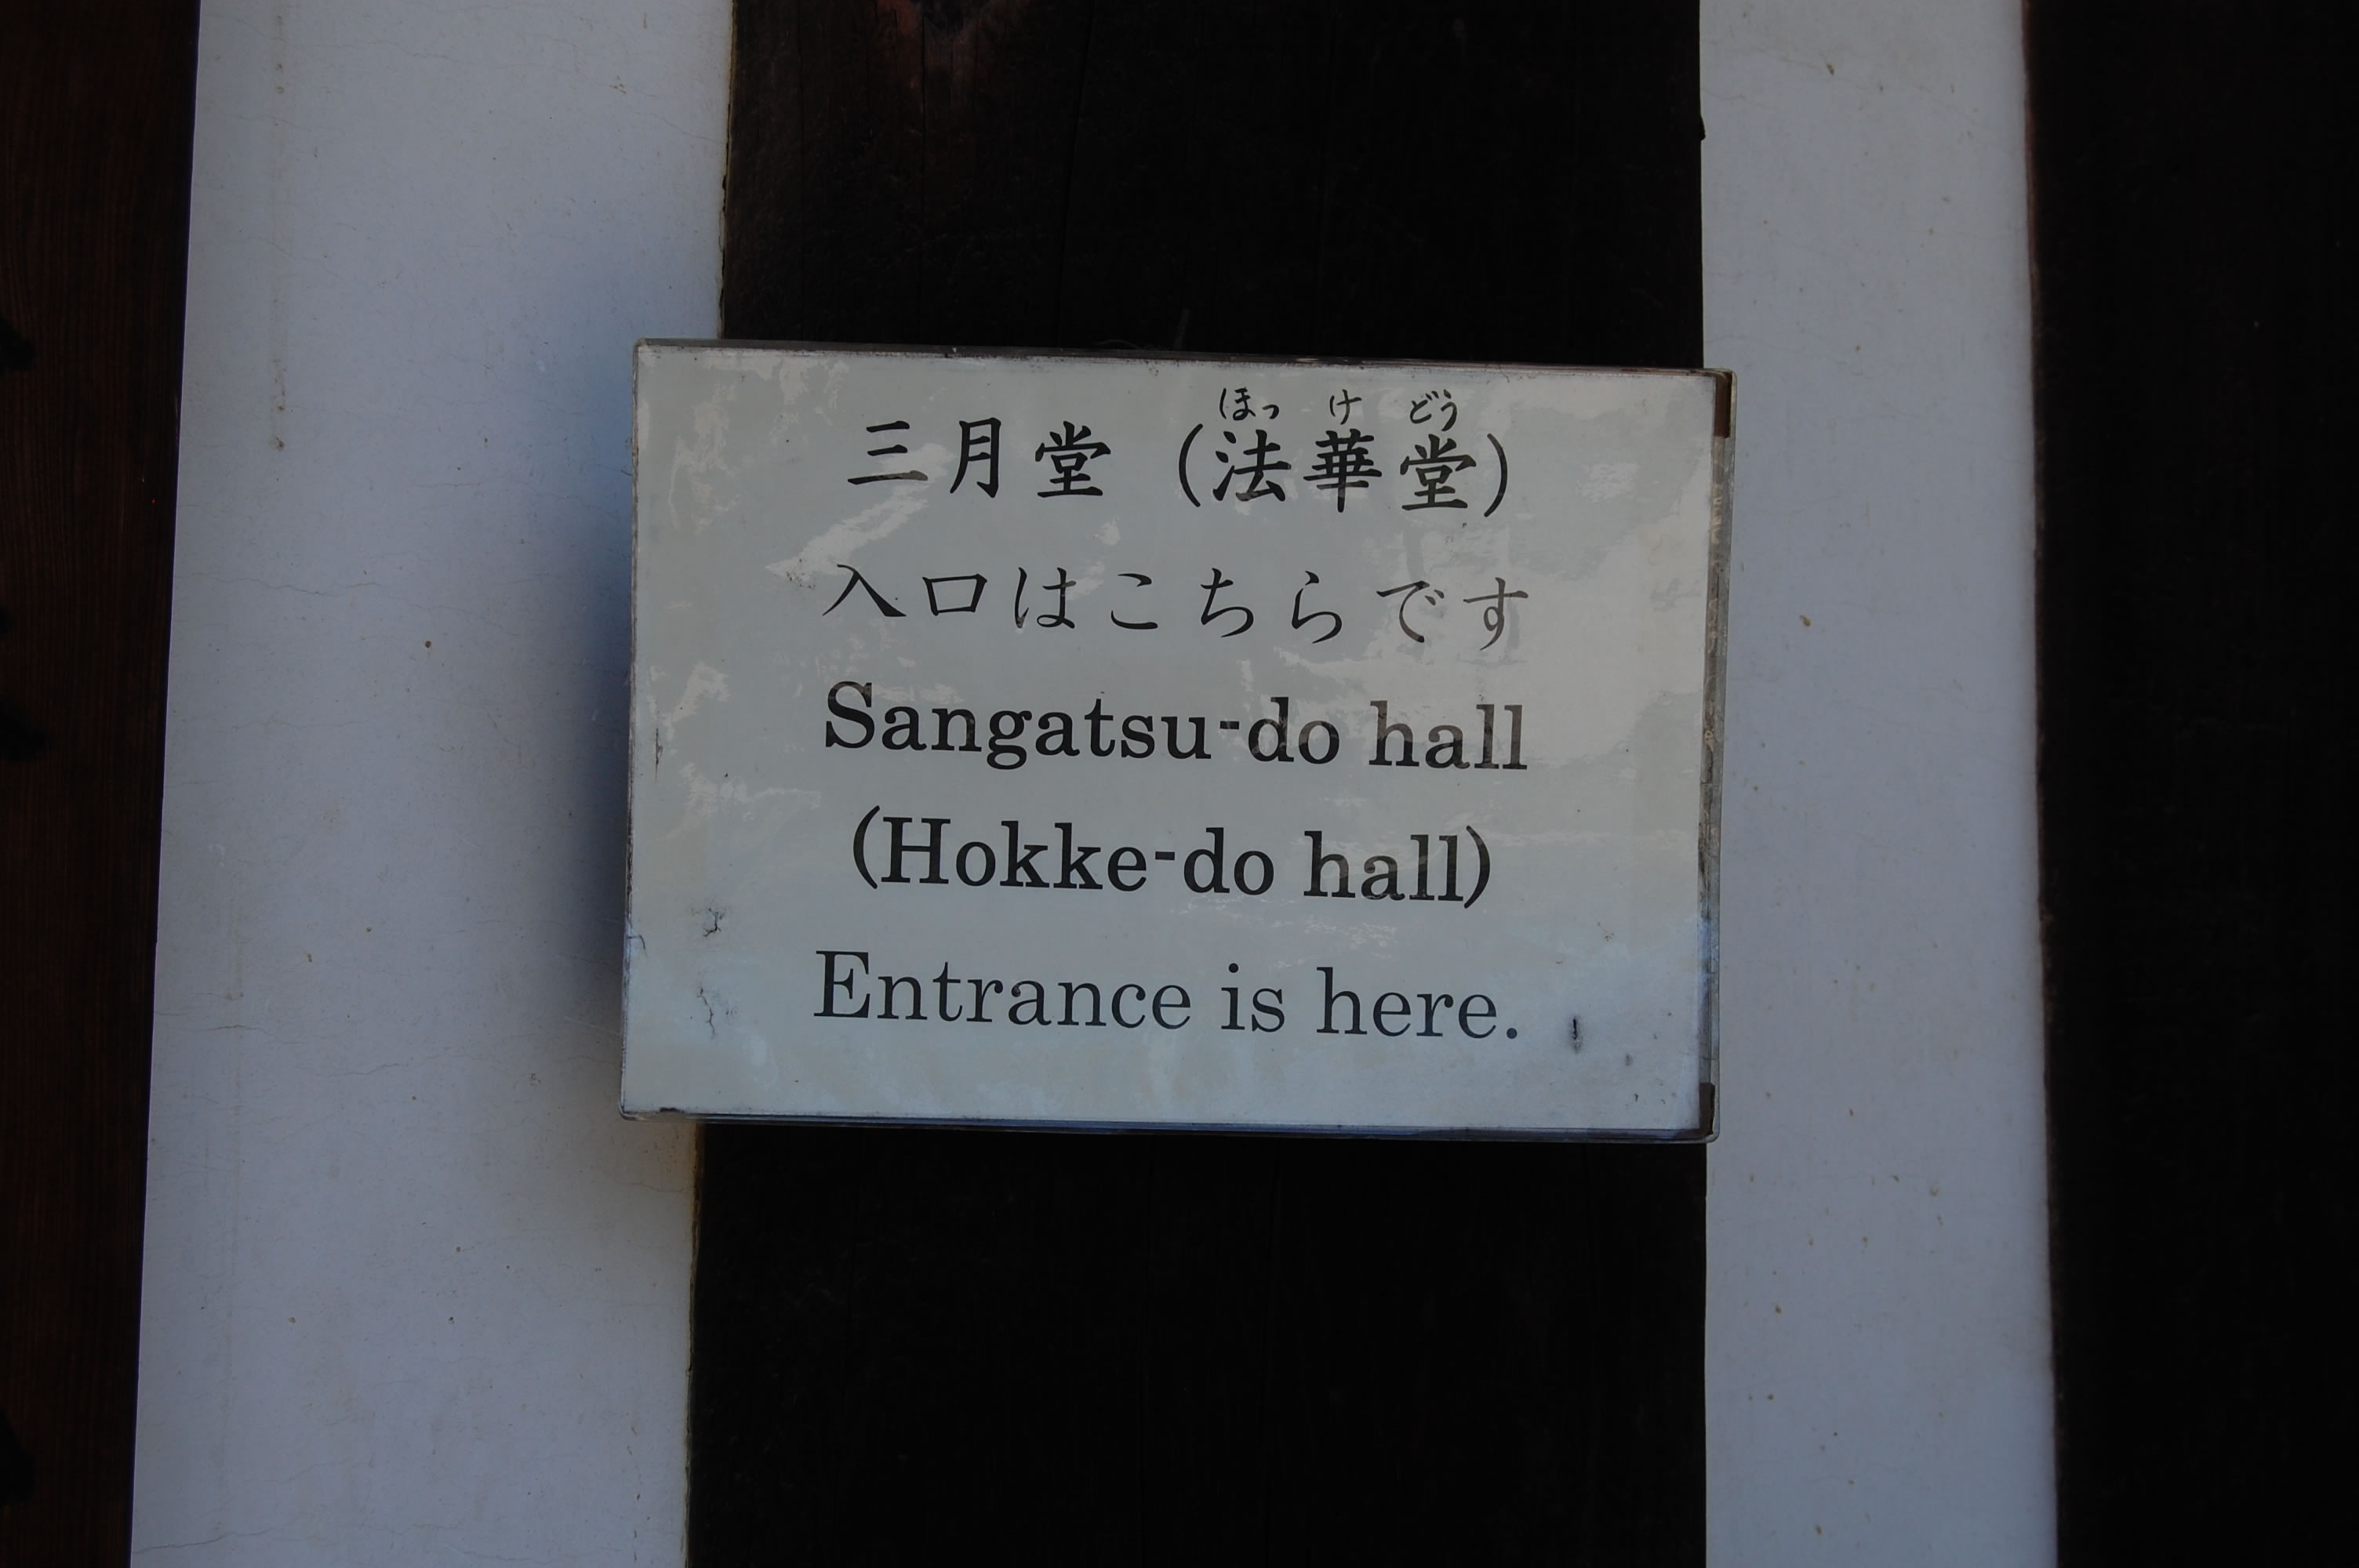 ほっ け どう
三月堂 (法華堂)
入口はこちらです
Sangatsu-do hall
(Hokke-do hall)
Entrance is here.